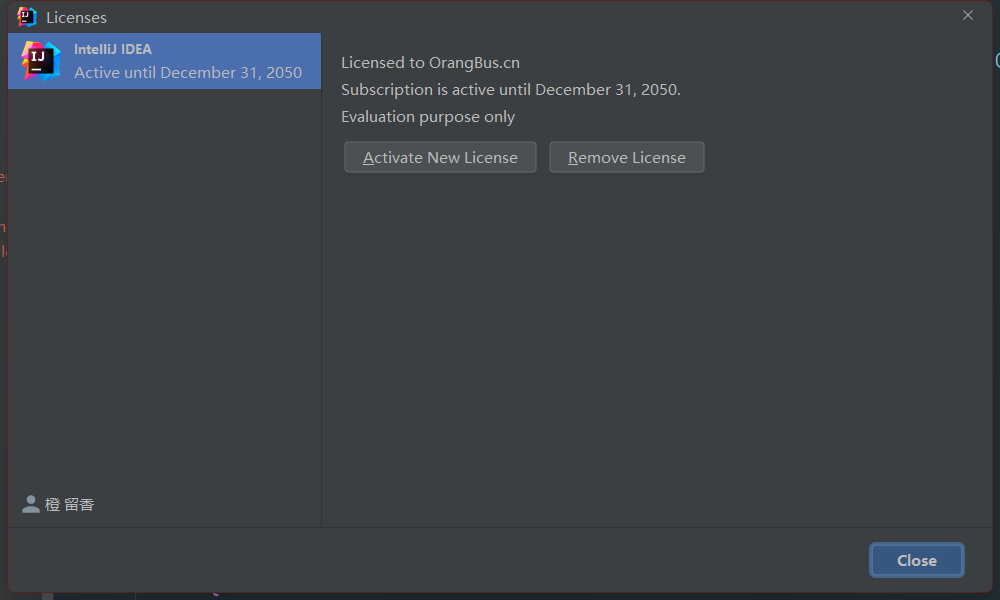 Licenses
IJ
IntelliJ IDEA
Active until December 31, 2050
Licensed to OrangBus.cn
Subscription is active until December 31, 2050.
Evaluation purpose only
Activate New License
Remove License
橙 留香
Close